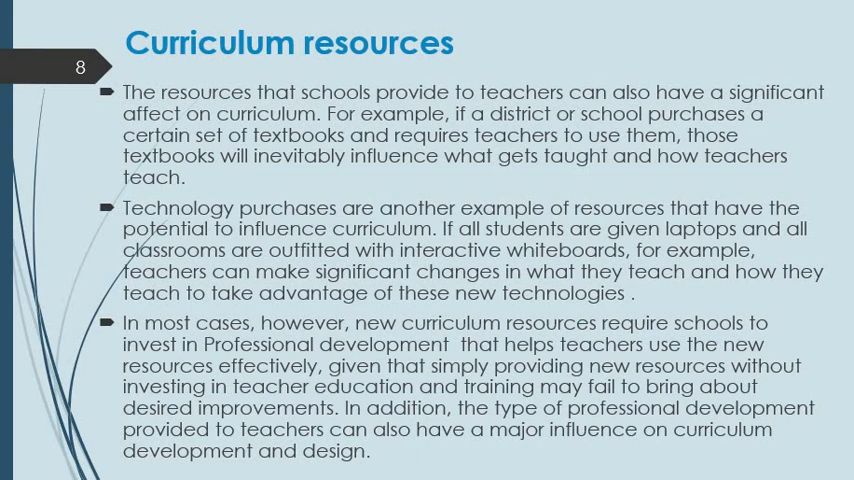 Curriculum resources
8
The resources that schools provide to teachers can also have a significant
affect on curriculum. For example, if a district or school purchases a
certain set of textbooks and requires teachers to use them, those
textbooks will inevitably influence what gets taught and how teachers
teach.
Technology purchases are another example of resources that have the
potential to influence curriculum. If all students are given laptops and all
classrooms are outfitted with interactive whiteboards, for example,
teachers can make significant changes in what they teach and how they
teach to take advantage of these new technologies .
In most cases, however, new curriculum resources require schools to
invest in Professional development  that helps teachers use the new
resources effectively, given that simply providing new resources without
investing in teacher education and training may fail to bring about
desired improvements. In addition, the type of professional development
provided to teachers can also have a major influence on curriculum
development and design.